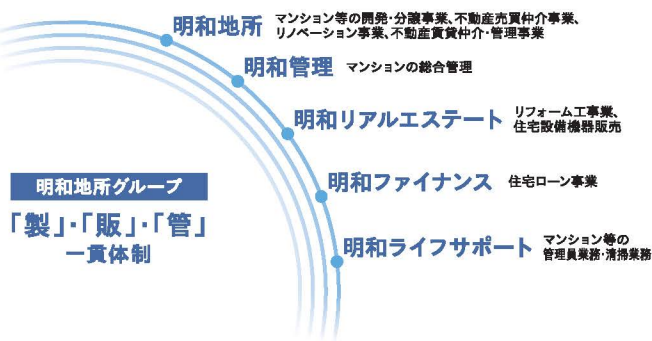 明和地所
マンション等の開発・分譲事業、不動産売買仲介事業、
リノベーション事業、不動産賃貸仲介・管理事業
明和管理
マンションの総合管理
明和リアルエステート
リフォーム工事業、
住宅設備機器販売
明和ファイナンス
住宅ローン事業
明和ライフサポート
マンション等の
管理員業務・清掃業務
明和地所グループ
「製」・「販」・「管」
一貫体制